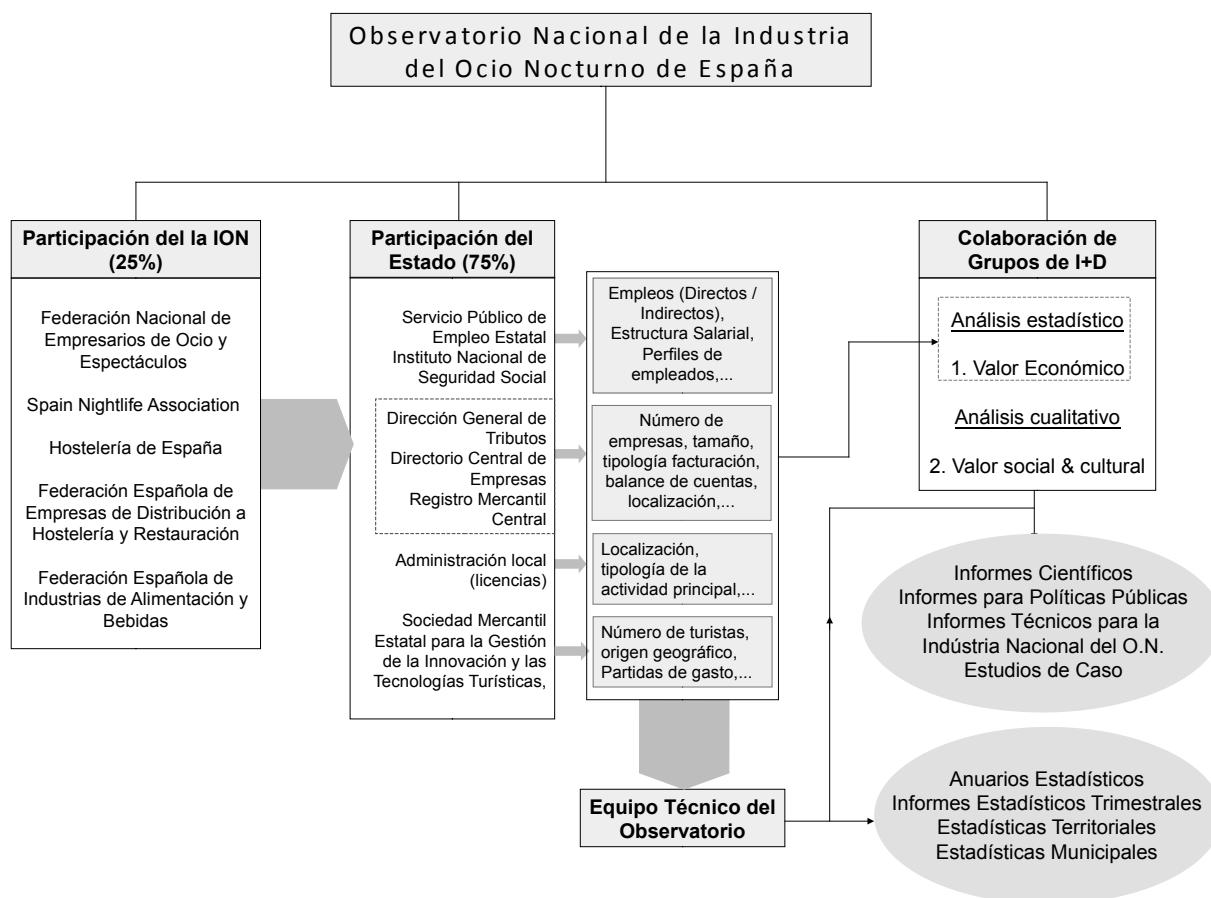 Observatorio Nacional de la Industria
del Ocio Nocturno de España
Participación del la ION
(25%)
Federación Nacional de
Empresarios de Ocio y
Espectáculos
Spain Nightlife Association
Hostelería de España
Federación Española de
Empresas de Distribución a
Hostelería y Restauración
Federación Española de
Industrias de Alimentación y
Bebidas
Participación del
Estado (75%)
Servicio Público de
Empleo Estatal
Instituto Nacional de
Seguridad Social
Dirección General de
Tributos
Directorio Central de
Empresas
Registro Mercantil
Central
Administración local
(licencias)
Sociedad Mercantil
Estatal para la Gestión
de la Innovación y las
Tecnologías Turísticas,
Empleos (Directos /
Indirectos),
Estructura Salarial,
Perfiles de
empleados,...
Número de
empresas, tamaño,
tipología facturación,
balance de cuentas,
localización,...
Localización,
tipología de la
actividad principal,...
Número de turistas,
origen geográfico,
Partidas de gasto,...
Equipo Técnico del
Observatorio
Colaboración de
Grupos de I+D
Análisis estadístico
1. Valor Económico
Análisis cualitativo
2. Valor social & cultural
Informes Científicos
Informes para Políticas Públicas
Informes Técnicos para la
Indústria Nacional del O.N.
Estudios de Caso
Anuarios Estadísticos
Informes Estadísticos Trimestrales
Estadísticas Territoriales
Estadísticas Municipales